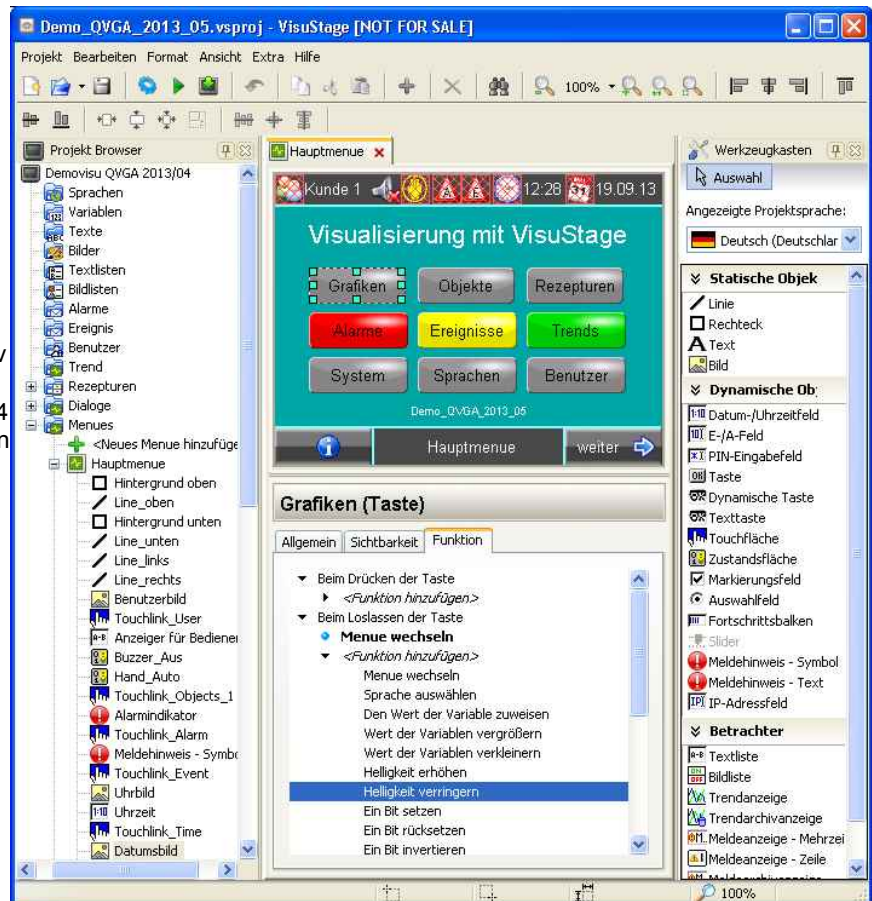 Demo_QVGA_2013_05.vsproj - VisuStage [NOT FOR SALE]
Projekt Bearbeiten Format Ansicht Extra Hilfe
100%
Projekt Browser
Demovisu QVGA 2013/04
Sprachen
Variablen
Texte
Bilder
Textlisten
Bildlisten
Alarme
Ereignis
Benutzer
Trend
Rezepturen
Dialoge
Menues
<Neues Menue hinzufüge
Hauptmenue
Hintergrund oben
Line_oben
Hintergrund unten
Line_unten
Line_links
Line_rechts
Benutzerbild
Touchlink_User
Anzeiger für Bediener
Buzzer_Aus
Hand_Auto
Touchlink_Objects_1
Alarmindikator
Touchlink_Alarm
Meldehinweis - Symbo
Touchlink_Event
Uhrbild
Uhrzeit
Touchlink_Time
Datumsbild
v
4
n
Hauptmenue
Kunde 1 12:28 19.09.13
Visualisierung mit VisuStage
Grafiken Objekte Rezepturen
Alarme Ereignisse Trends
System Sprachen Benutzer
Demo_QVGA_2013_05
Hauptmenue weiter
Grafiken (Taste)
Allgemein Sichtbarkeit Funktion
Beim Drücken der Taste
<Funktion hinzufügen>
Beim Loslassen der Taste
Menue wechseln
<Funktion hinzufügen>
Menue wechseln
Sprache auswählen
Den Wert der Variable zuweisen
Wert der Variablen vergrößern
Wert der Variablen verkleinern
Helligkeit erhöhen
Helligkeit verringern
Ein Bit setzen
Ein Bit rücksetzen
Ein Bit invertieren
Werkzeugkasten
Auswahl
Angezeigte Projektsprache:
Deutsch (Deutschlar
Statische Objek
Linie
Rechteck
Text
Bild
Dynamische Ob
Datum-/Uhrzeitfeld
E-/A-Feld
PIN-Eingabefeld
Taste
Dynamische Taste
Texttaste
Touchfläche
Zustandsfläche
Markierungsfeld
Auswahlfeld
Fortschrittsbalken
Slider
Meldehinweis - Symbol
Meldehinweis - Text
IP-Adressfeld
Betrachter
Textliste
Bildliste
Trendanzeige
Trendarchivanzeige
Meldeanzeige - Mehrzei
Meldeanzeige - Zeile
100%